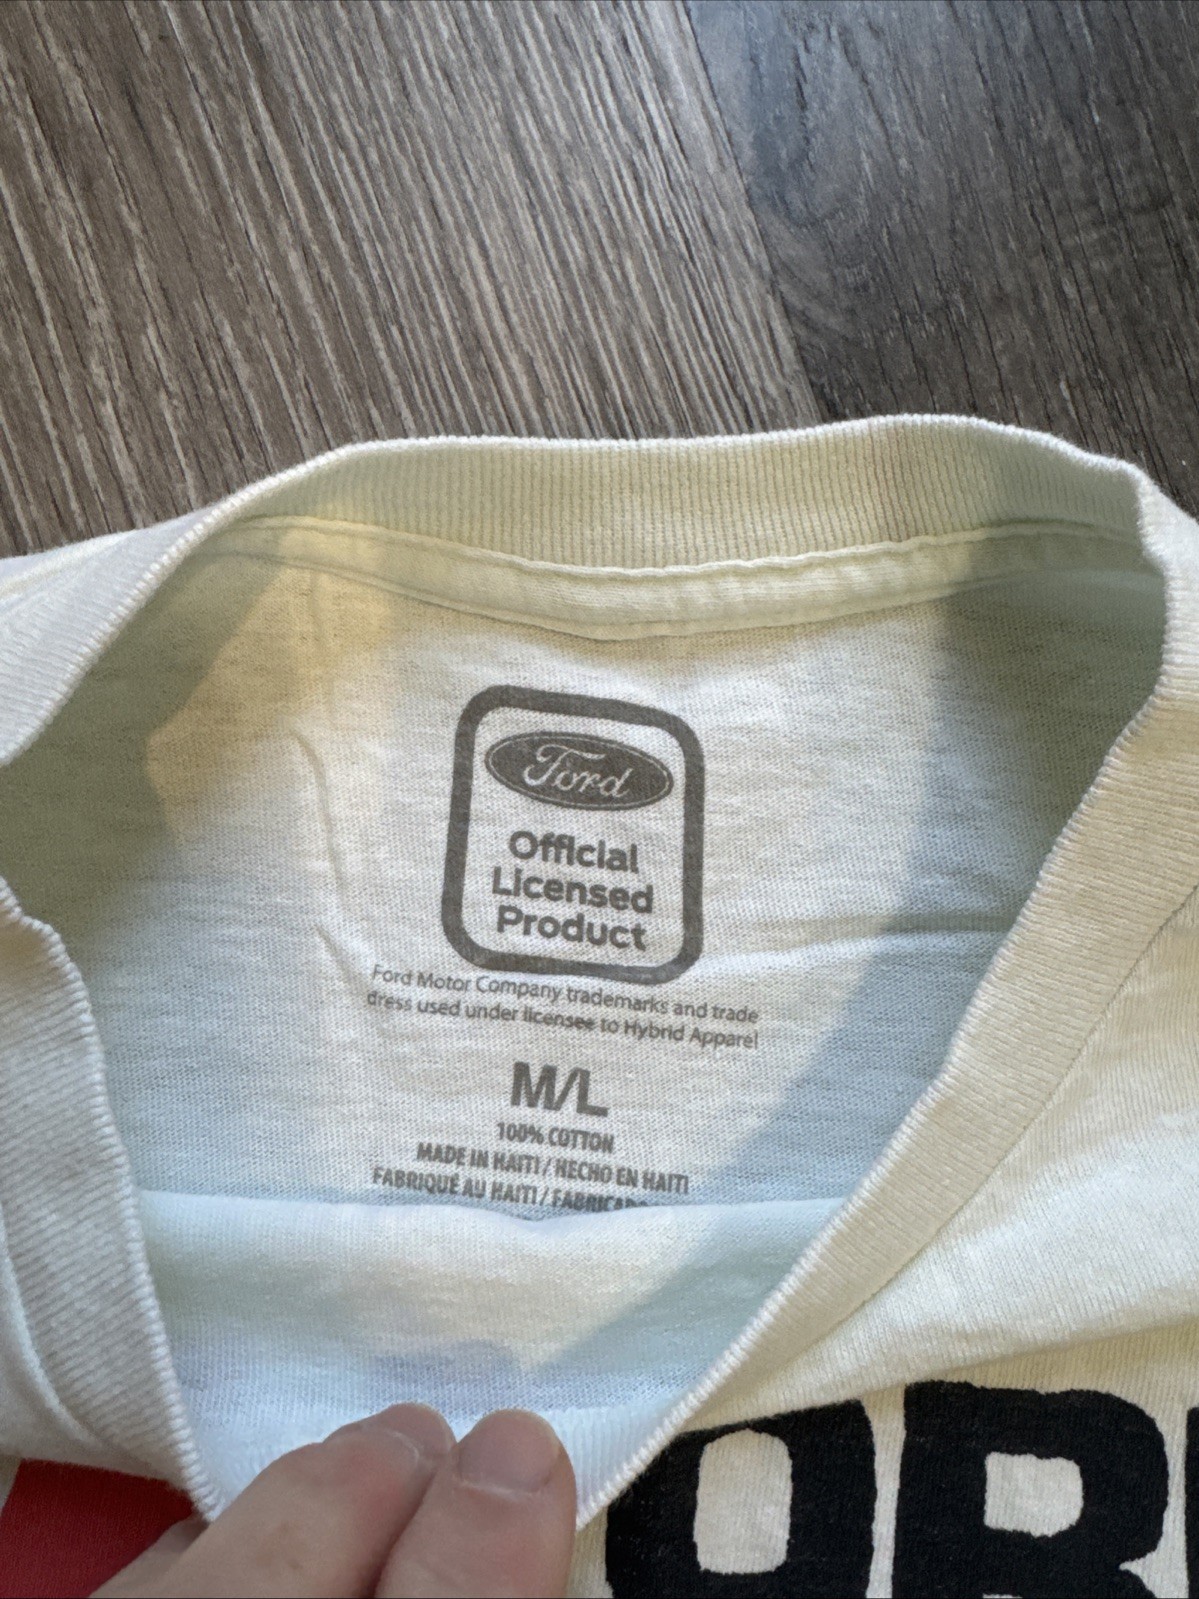 Ford
Official
Licensed
Product
Ford Motor Company trademarks and trade
dress used under licensee to Hybrid Apparel
M/L
100% COTTON
MADE IN HAITI / HECHO EN HAITI
FABRIQUÉ AU HAITI /